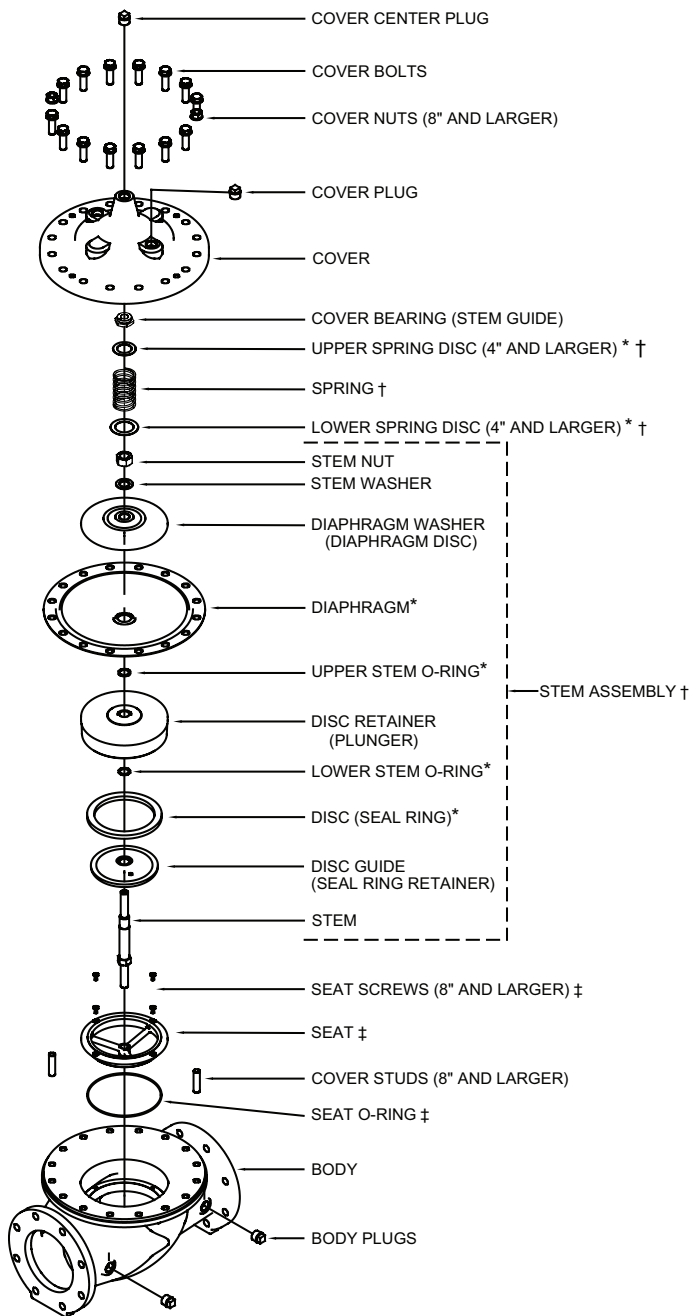 COVER CENTER PLUG
COVER BOLTS
COVER NUTS (8" AND LARGER)
COVER PLUG
COVER
COVER BEARING (STEM GUIDE)
UPPER SPRING DISC (4" AND LARGER) * †
SPRING †
LOWER SPRING DISC (4" AND LARGER) * †
STEM NUT
STEM WASHER
DIAPHRAGM WASHER
(DIAPHRAGM DISC)
DIAPHRAGM*
UPPER STEM O-RING*
STEM ASSEMBLY †
DISC RETAINER
(PLUNGER)
LOWER STEM O-RING*
DISC (SEAL RING)*
DISC GUIDE
(SEAL RING RETAINER)
STEM
SEAT SCREWS (8" AND LARGER) ‡
SEAT ‡
COVER STUDS (8" AND LARGER)
SEAT O-RING ‡
BODY
BODY PLUGS